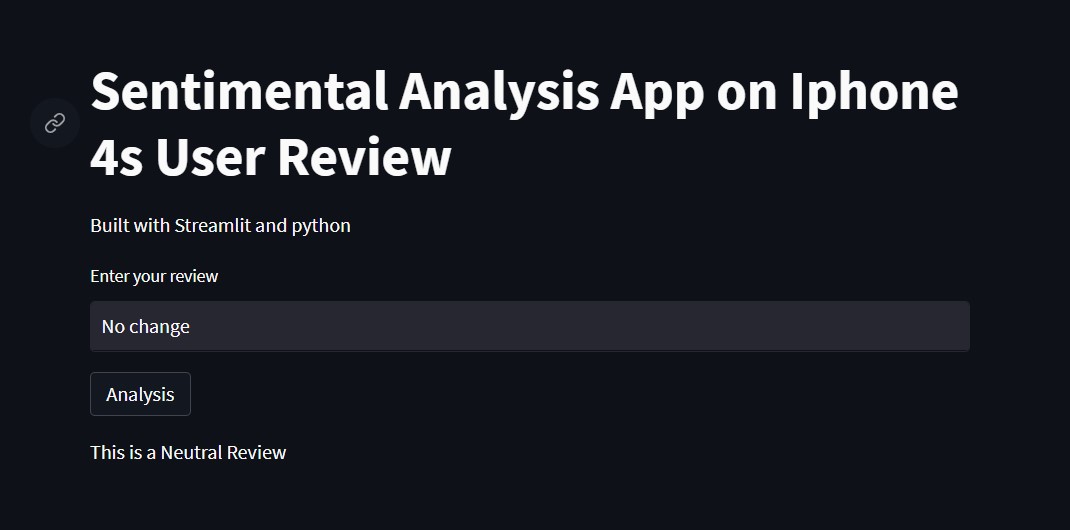 Sentimental Analysis App on Iphone
4s User Review
Built with Streamlit and python
Enter your review
No change
Analysis
This is a Neutral Review